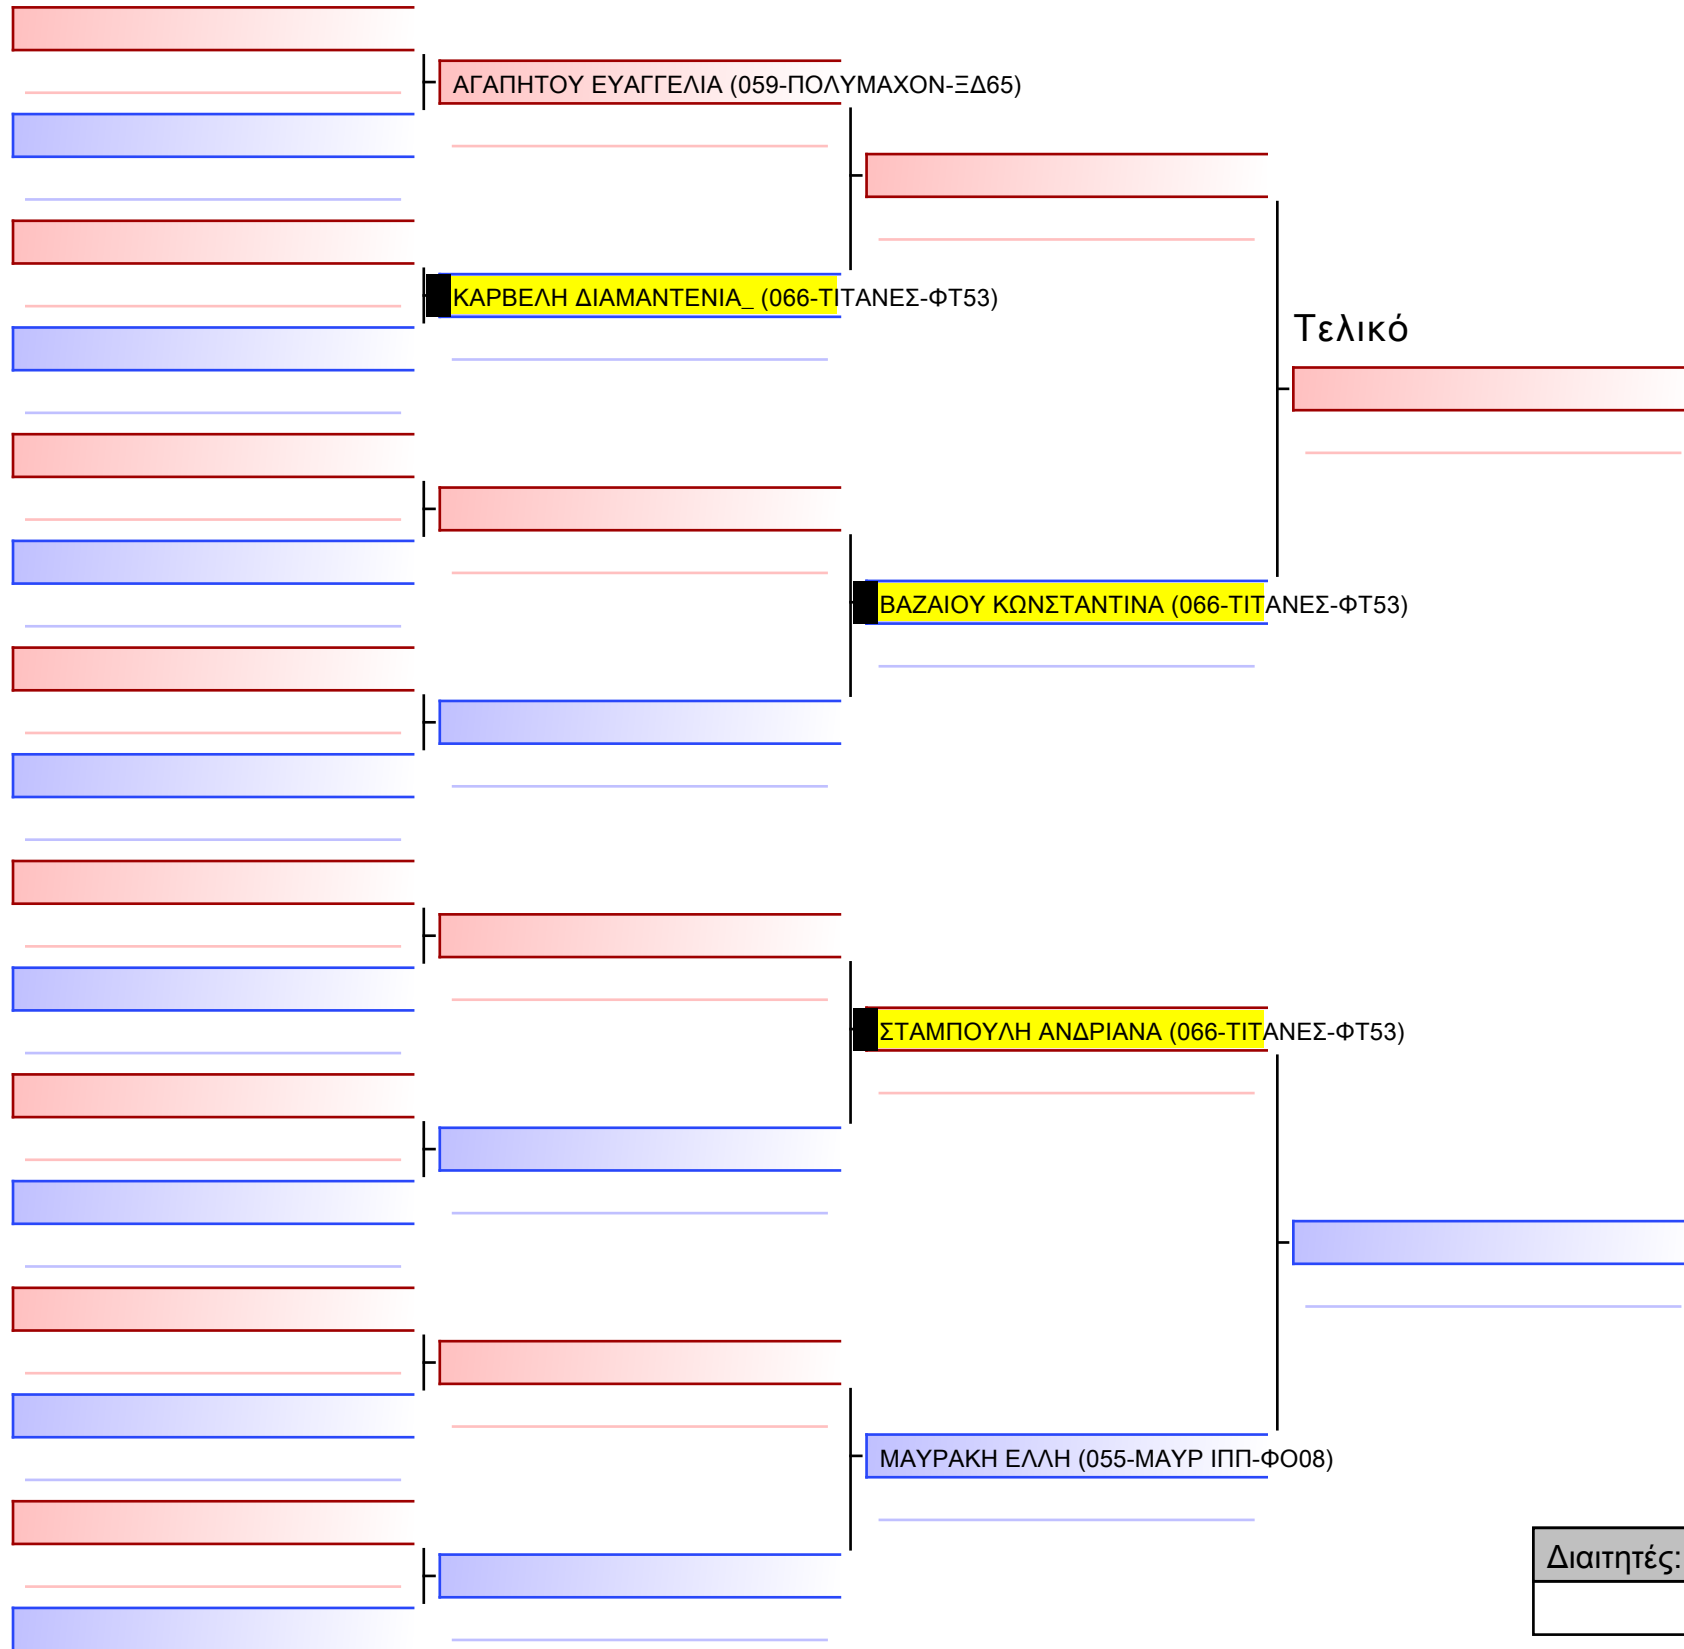 ΑΓΑΠΗΤΟΥ ΕΥΑΓΓΕΛΙΑ (059-ΠΟΛΥΜΑΧΟΝ-ΞΔ65)
ΚΑΡΒΕΛΗ ΔΙΑΜΑΝΤΕΝΙΑ_ (066-ΤΙΤΑΝΕΣ-ΦΤ53)
Τελικό
ΒΑΖΑΙΟΥ ΚΩΝΣΤΑΝΤΙΝΑ (066-ΤΙΤΑΝΕΣ-ΦΤ53)
ΣΤΑΜΠΟΥΛΗ ΑΝΔΡΙΑΝΑ (066-ΤΙΤΑΝΕΣ-ΦΤ53)
ΜΑΥΡΑΚΗ ΕΛΛΗ (055-ΜΑΥΡ ΙΠΠ-ΦΟ08)
Διαιτητές: